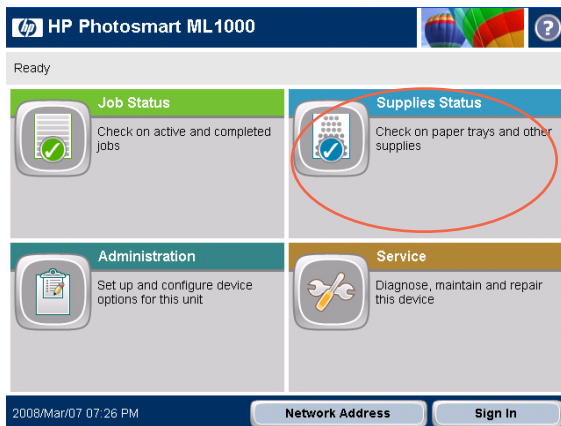 hp HP Photosmart ML1000
?
Ready
Job Status
Check on active and completed
jobs
Supplies Status
Check on paper trays and other
supplies
Administration
Set up and configure device
options for this unit
Service
Diagnose, maintain and repair
this device
2008/Mar/07 07:26 PM
Network Address
Sign In